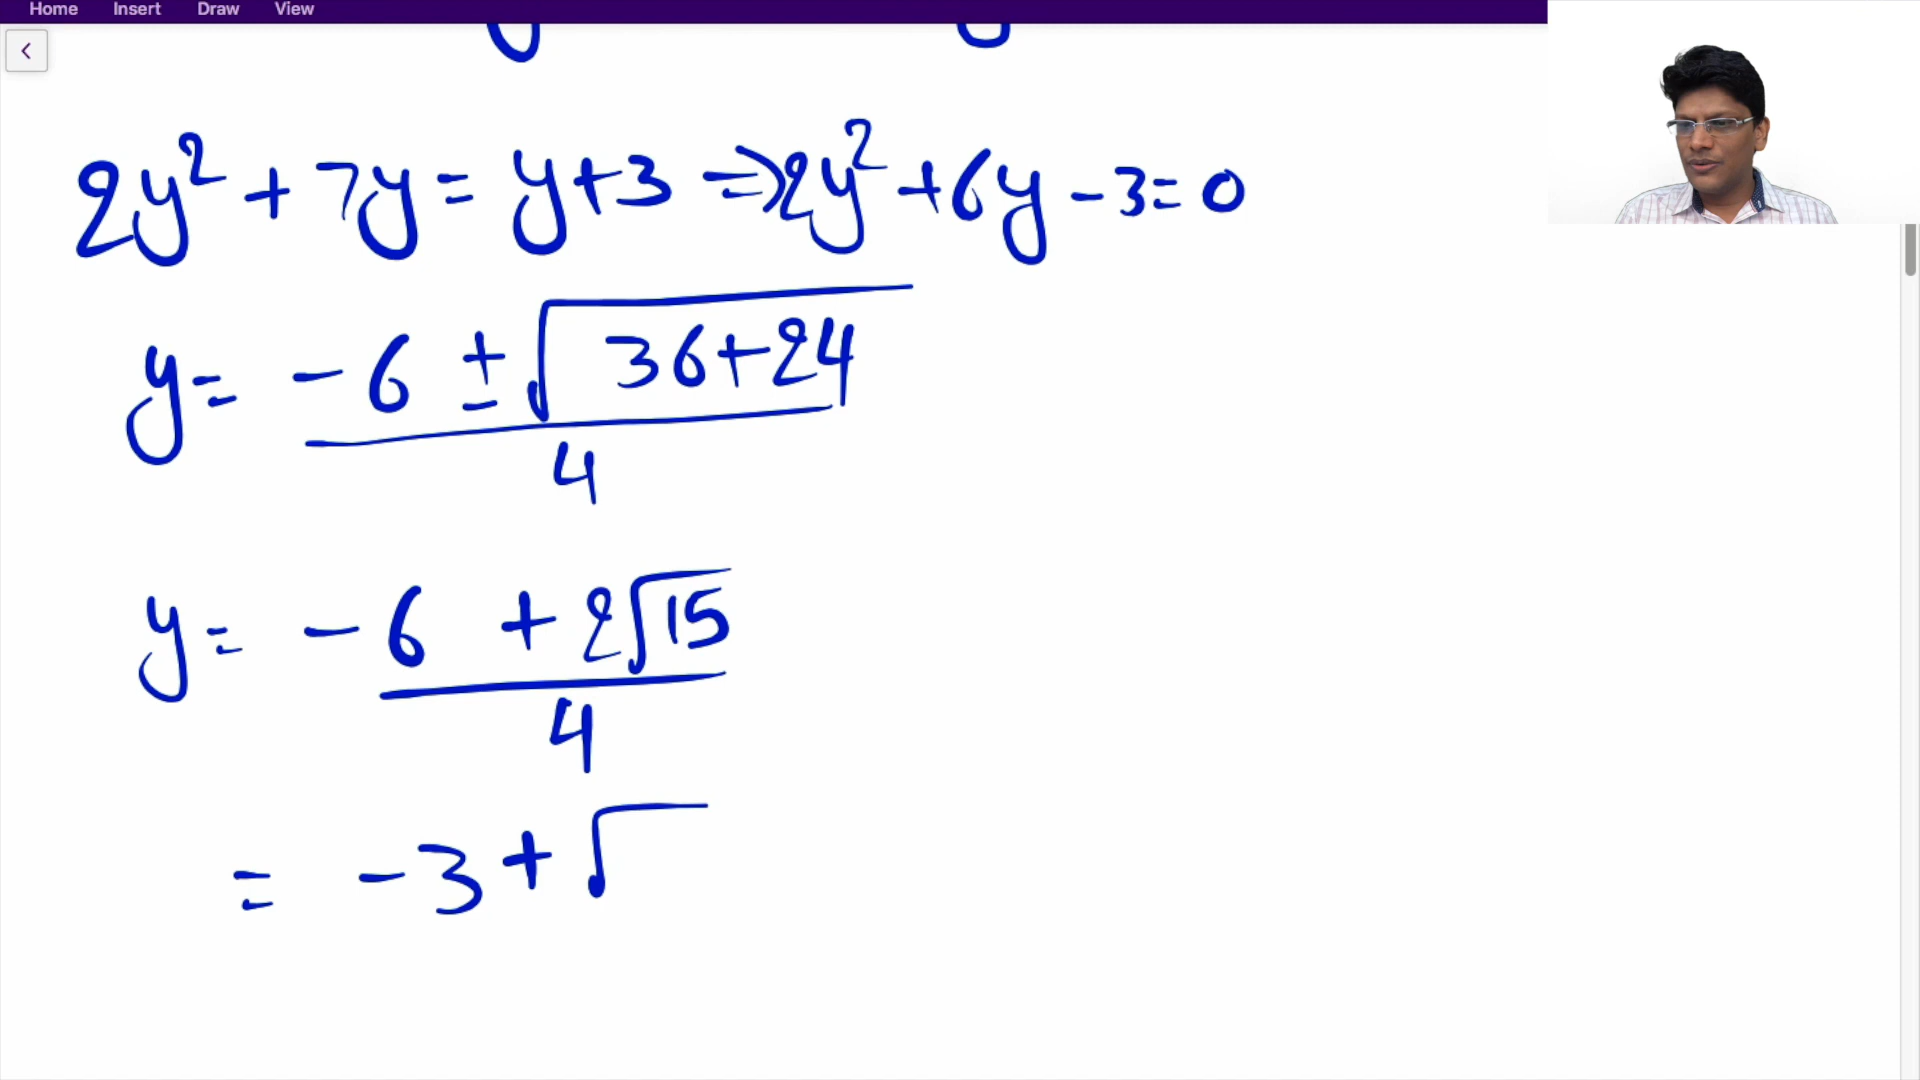 Home Insert Draw View
2y² + 7y = y + 3 ⇒ 2y² + 6y - 3 = 0
y = - 6 ± √36 + 24 / 4
y = - 6 + 2√15 / 4
= - 3 + √